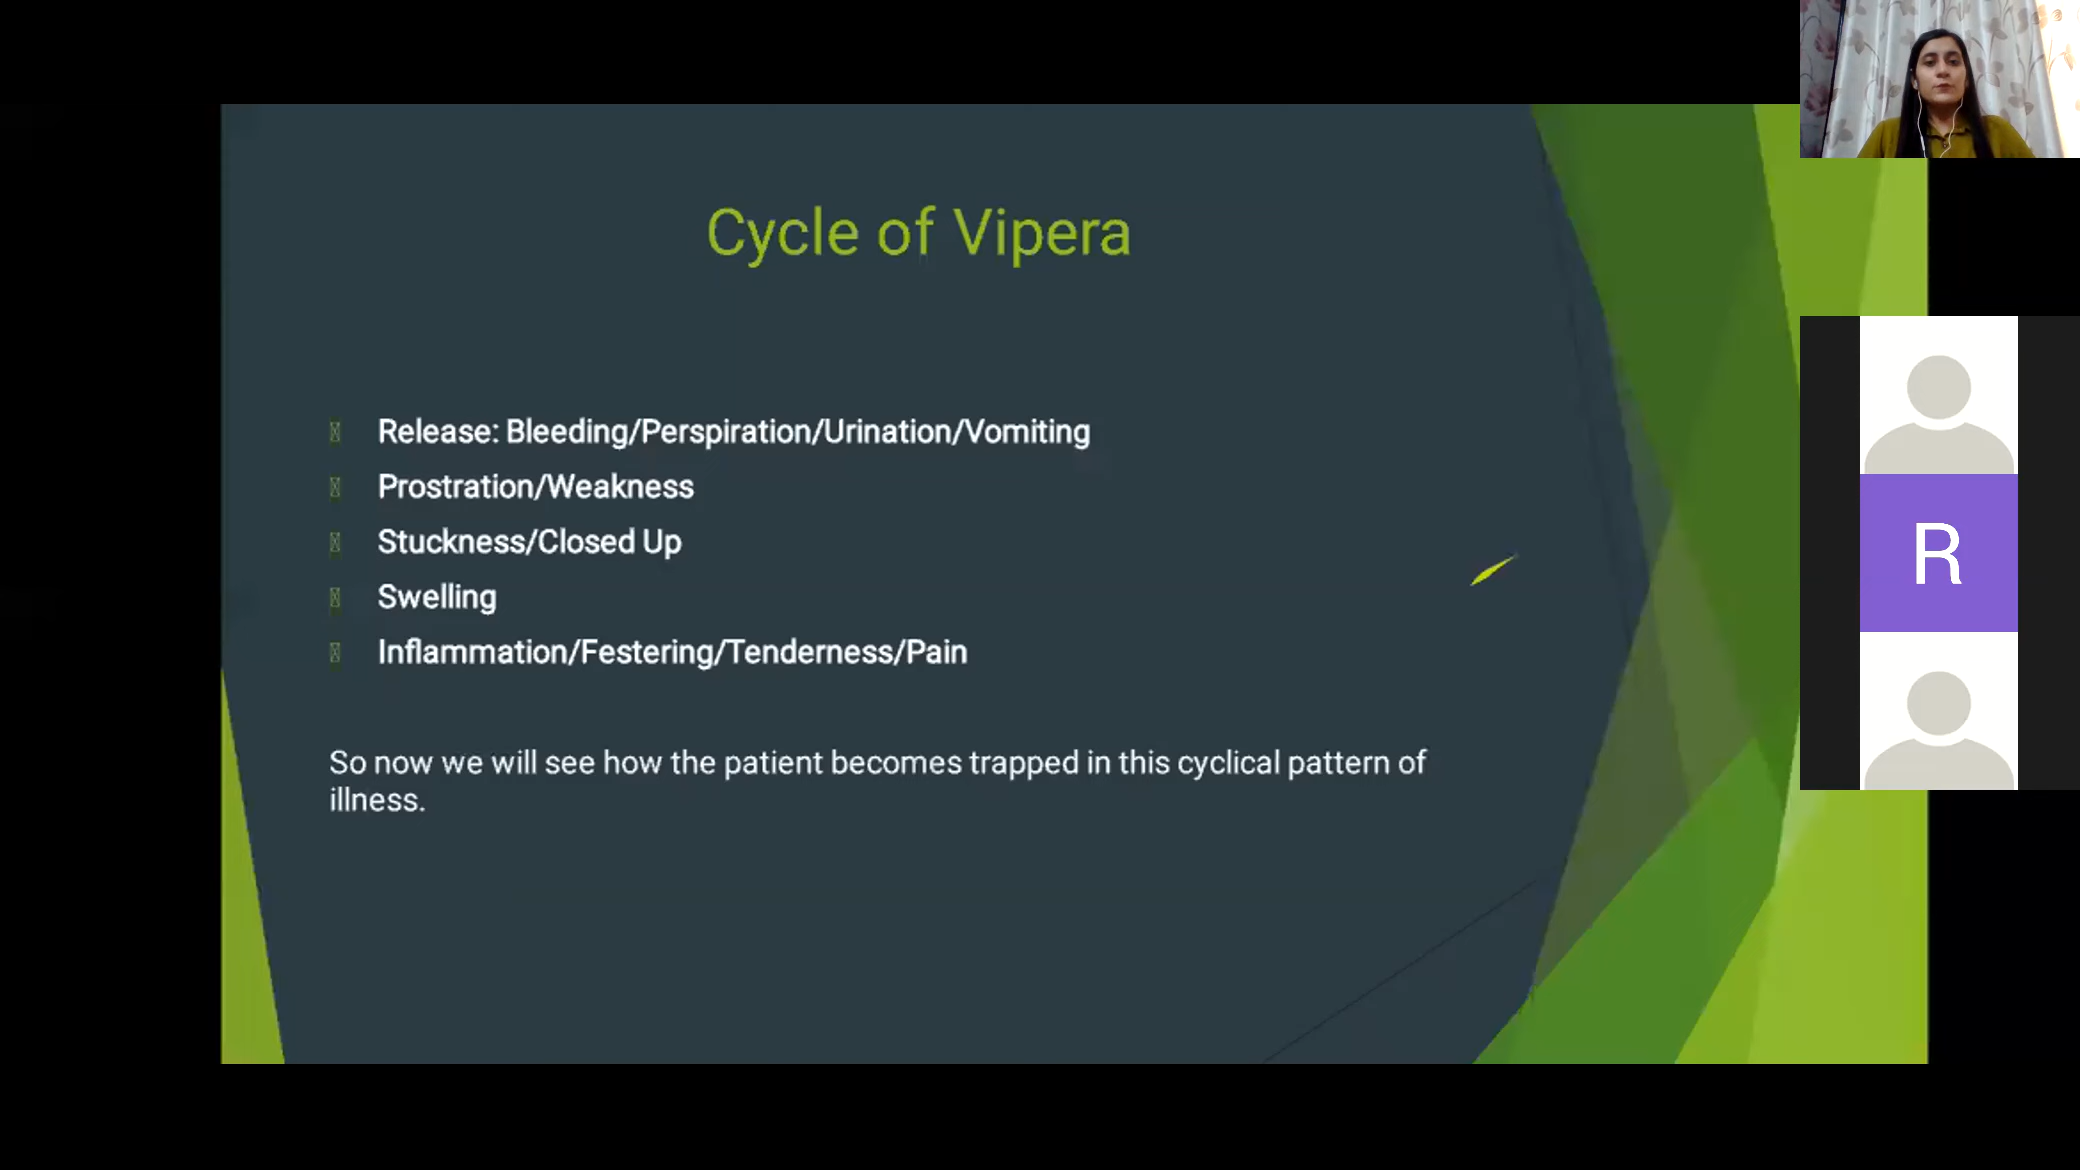 Cycle of Vipera
Release: Bleeding/Perspiration/Urination/Vomiting
Prostration/Weakness
Stuckness/Closed Up
Swelling
Inflammation/Festering/Tenderness/Pain
So now we will see how the patient becomes trapped in this cyclical pattern of
illness.
R